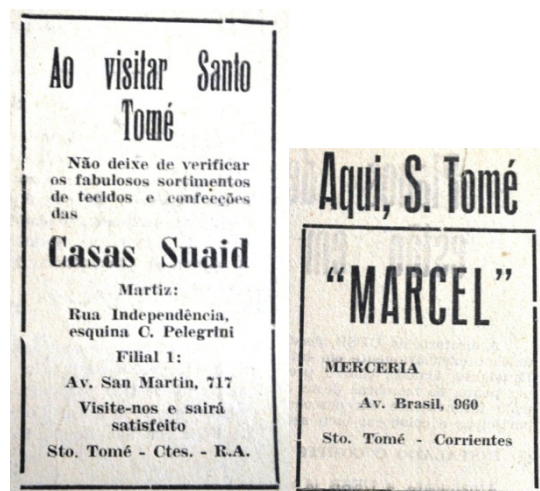 Ao visitar Santo
Tomé
Não deixe de verificar
os fabulosos sortimentos
de tecidos e confecções
das
Casas Suaid
Martiz:
Rua Independência,
esquina C. Pelegrini
Filial 1:
Av. San Martin, 717
Visite-nos e sairá
satisfeito
Sto. Tomé - Ctes. - R.A.
Aqui, S. Tomé
"MARCEL"
MERCERIA
Av. Brasil, 960
Sto. Tomé - Corrientes